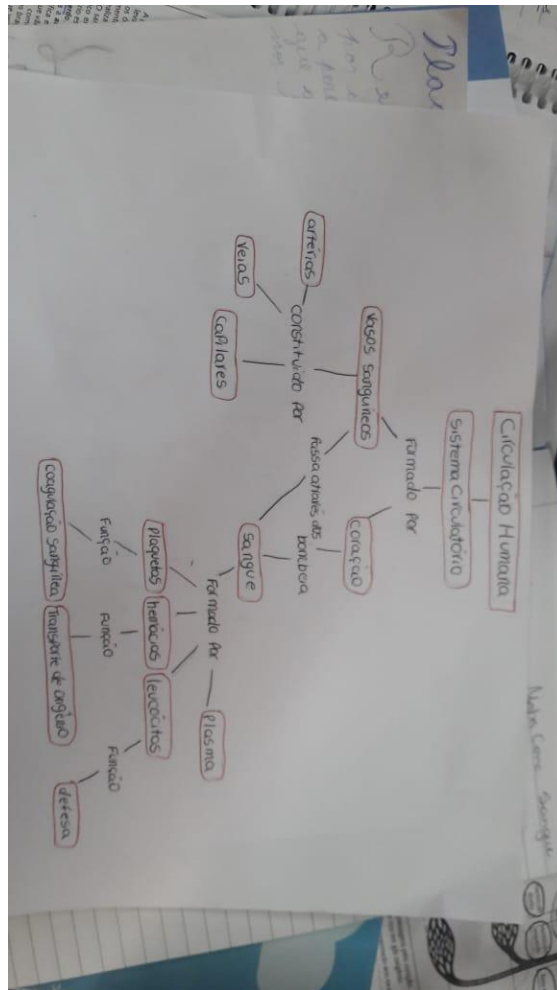 Circulação Humana
Sistema Circulatório
Formado por
Vasos sanguíneos
coração
constituído por
Passa através dos
bombeia
artérias
veias
capilares
sangue
Formado por
plasma
plaquetas
hemácias
leucócitos
Função
Função
Função
coagulação sanguínea
transporte de oxigênio
defesa